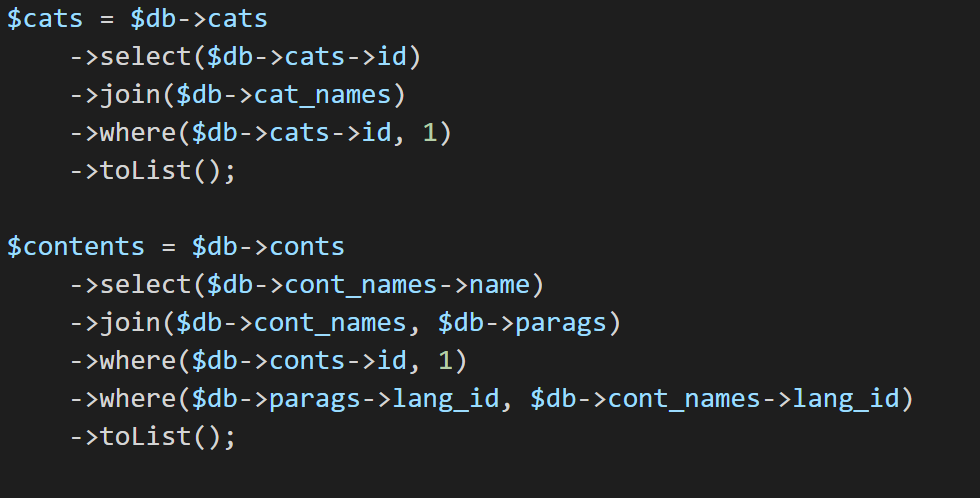 $cats = $db->cats
    ->select($db->cats->id)
    ->join($db->cat_names)
    ->where($db->cats->id, 1)
    ->toList();

$contents = $db->conts
    ->select($db->cont_names->name)
    ->join($db->cont_names, $db->parags)
    ->where($db->conts->id, 1)
    ->where($db->parags->lang_id, $db->cont_names->lang_id)
    ->toList();